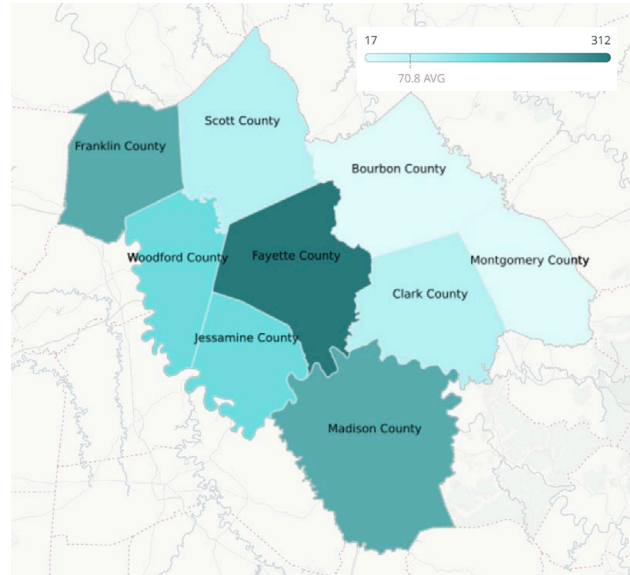 17 312
70.8 AVG
Scott County
Franklin County
Bourbon County
Woodford County
Fayette County
Montgomery County
Clark County
Jessamine County
Madison County